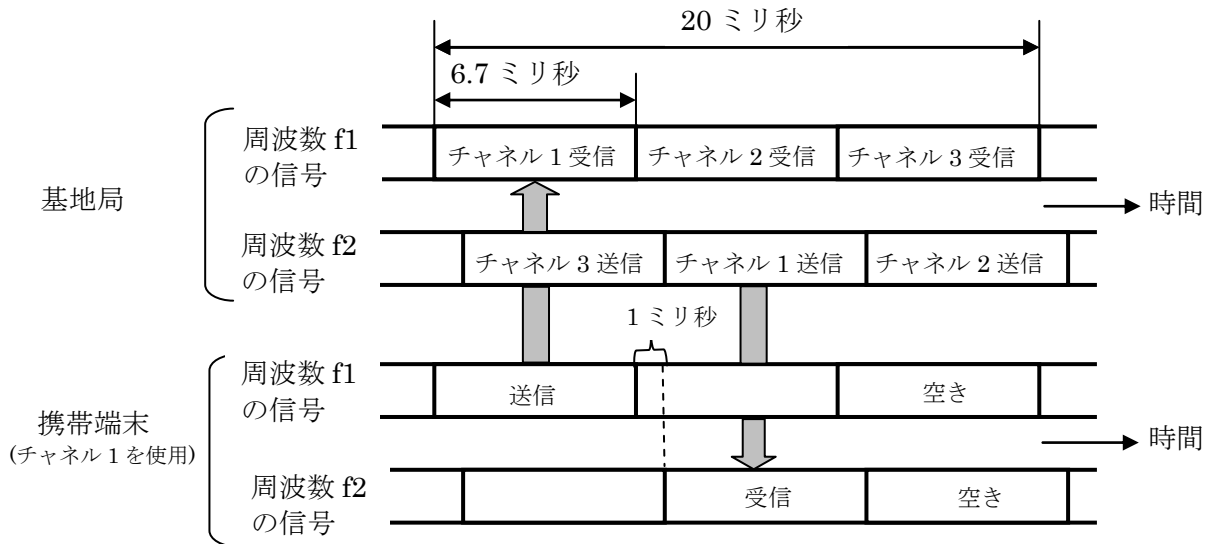 20 ミリ秒
6.7 ミリ秒
基地局
周波数 f1
の信号
チャネル 1 受信
チャネル 2 受信
チャネル 3 受信
時間
周波数 f2
の信号
チャネル 3 送信
チャネル 1 送信
チャネル 2 送信
1 ミリ秒
携帯端末
(チャネル 1 を使用)
周波数 f1
の信号
送信
空き
時間
周波数 f2
の信号
受信
空き